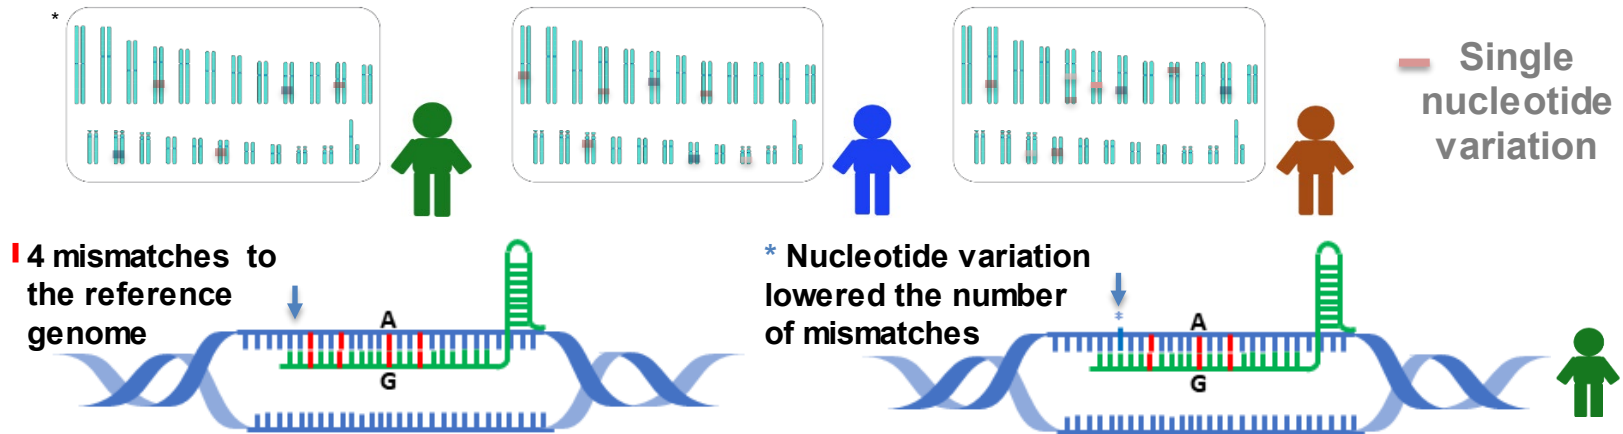 *
Single
nucleotide
variation
4 mismatches to
the reference
genome
A
G
* Nucleotide variation
lowered the number
of mismatches
*
A
G